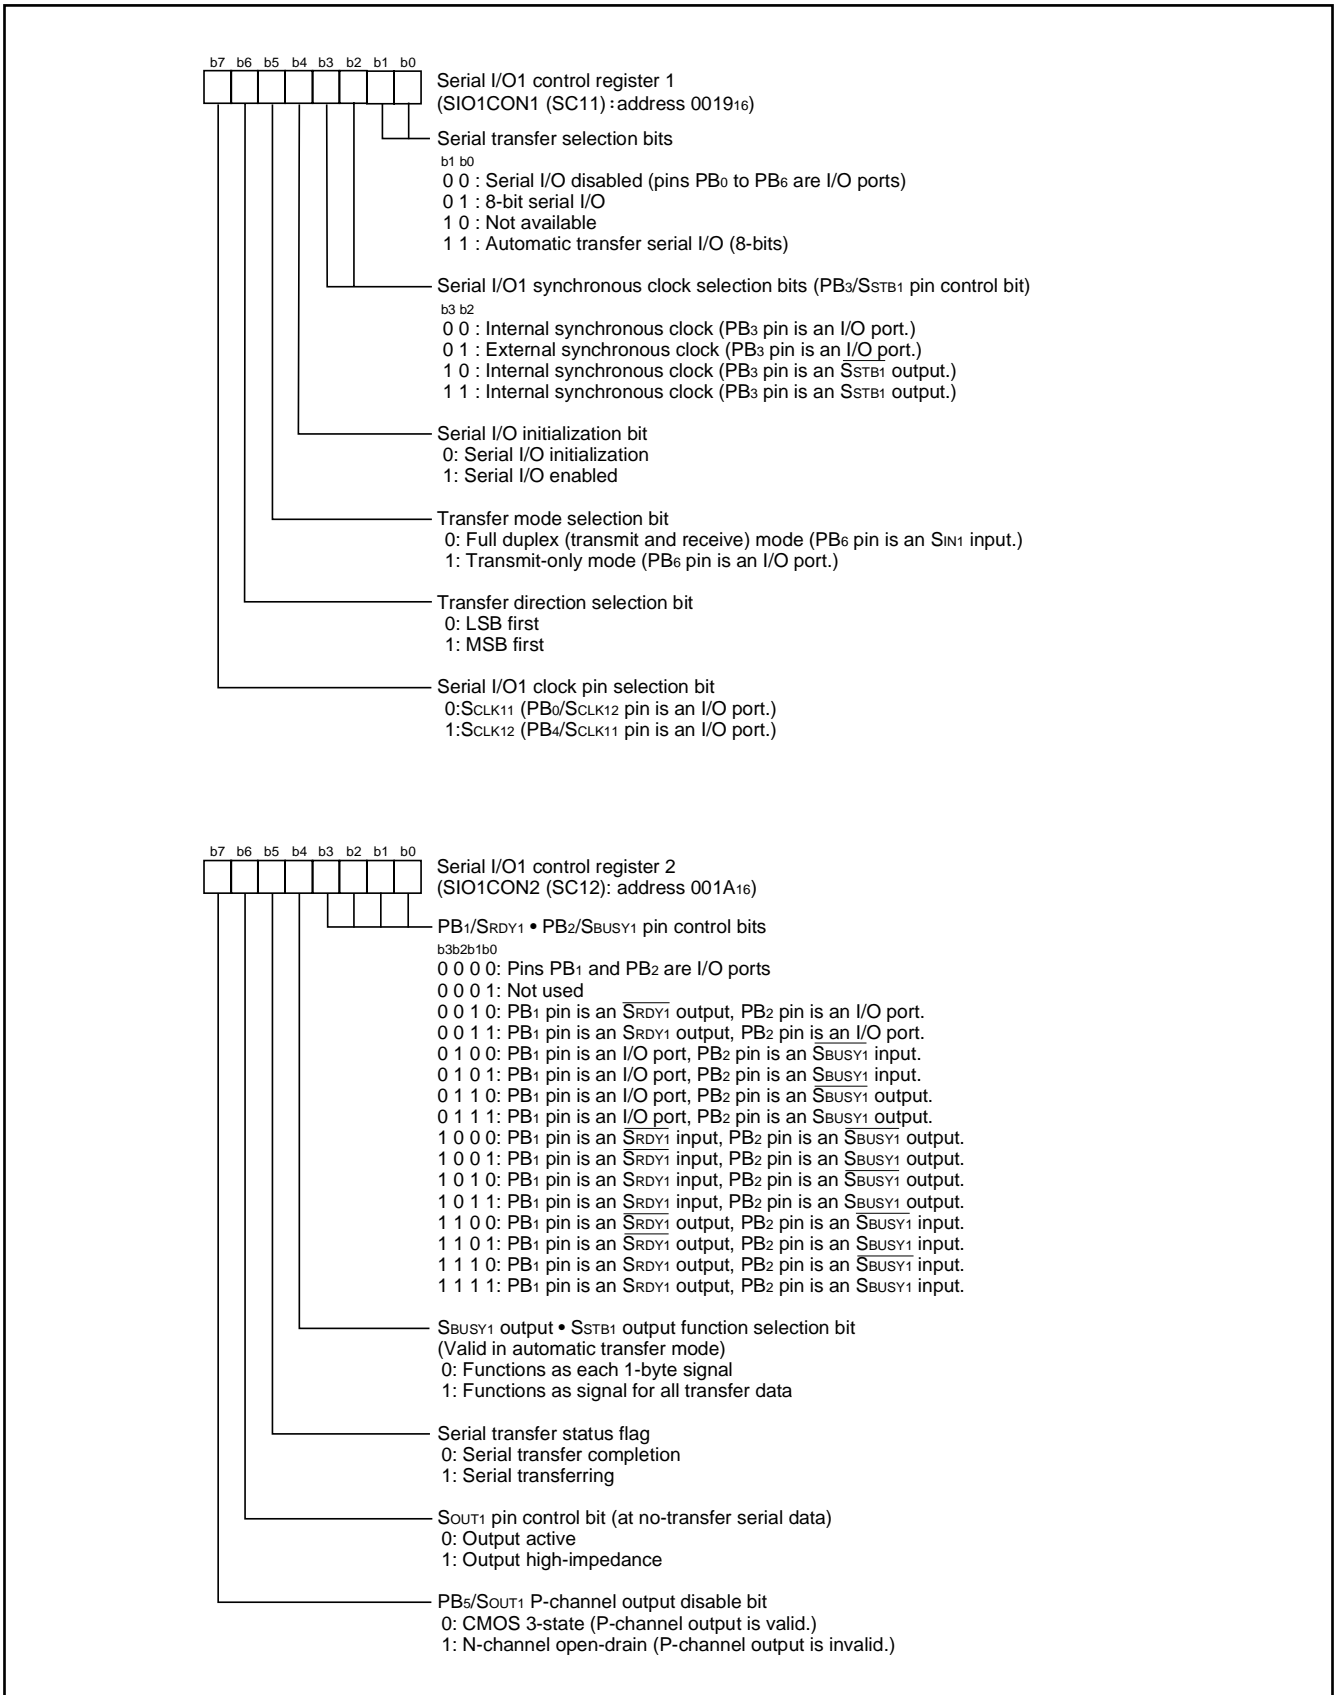 b7 b6 b5 b4 b3 b2 b1 b0
Serial I/O1 control register 1
(SIO1CON1 (SC11) : address 001916)
Serial transfer selection bits
b1 b0
0 0 : Serial I/O disabled (pins PB0 to PB6 are I/O ports)
0 1 : 8-bit serial I/O
1 0 : Not available
1 1 : Automatic transfer serial I/O (8-bits)
Serial I/O1 synchronous clock selection bits (PB3/SSTB1 pin control bit)
b3 b2
0 0 : Internal synchronous clock (PB3 pin is an I/O port.)
0 1 : External synchronous clock (PB3 pin is an I/O port.)
1 0 : Internal synchronous clock (PB3 pin is an S̅S̅T̅B̅1̅ output.)
1 1 : Internal synchronous clock (PB3 pin is an SSTB1 output.)
Serial I/O initialization bit
0: Serial I/O initialization
1: Serial I/O enabled
Transfer mode selection bit
0: Full duplex (transmit and receive) mode (PB6 pin is an SIN1 input.)
1: Transmit-only mode (PB6 pin is an I/O port.)
Transfer direction selection bit
0: LSB first
1: MSB first
Serial I/O1 clock pin selection bit
0:SCLK11 (PB0/SCLK12 pin is an I/O port.)
1:SCLK12 (PB4/SCLK11 pin is an I/O port.)
b7 b6 b5 b4 b3 b2 b1 b0
Serial I/O1 control register 2
(SIO1CON2 (SC12): address 001A16)
PB1/SRDY1 • PB2/SBUSY1 pin control bits
b3b2b1b0
0 0 0 0: Pins PB1 and PB2 are I/O ports
0 0 0 1: Not used
0 0 1 0: PB1 pin is an S̅R̅D̅Y̅1̅ output, PB2 pin is an I/O port.
0 0 1 1: PB1 pin is an SRDY1 output, PB2 pin is an I/O port.
0 1 0 0: PB1 pin is an I/O port, PB2 pin is an S̅B̅U̅S̅Y̅1̅ input.
0 1 0 1: PB1 pin is an I/O port, PB2 pin is an SBUSY1 input.
0 1 1 0: PB1 pin is an I/O port, PB2 pin is an S̅B̅U̅S̅Y̅1̅ output.
0 1 1 1: PB1 pin is an I/O port, PB2 pin is an SBUSY1 output.
1 0 0 0: PB1 pin is an S̅R̅D̅Y̅1̅ input, PB2 pin is an S̅B̅U̅S̅Y̅1̅ output.
1 0 0 1: PB1 pin is an S̅R̅D̅Y̅1̅ input, PB2 pin is an SBUSY1 output.
1 0 1 0: PB1 pin is an SRDY1 input, PB2 pin is an S̅B̅U̅S̅Y̅1̅ output.
1 0 1 1: PB1 pin is an SRDY1 input, PB2 pin is an SBUSY1 output.
1 1 0 0: PB1 pin is an S̅R̅D̅Y̅1̅ output, PB2 pin is an S̅B̅U̅S̅Y̅1̅ input.
1 1 0 1: PB1 pin is an S̅R̅D̅Y̅1̅ output, PB2 pin is an SBUSY1 input.
1 1 1 0: PB1 pin is an SRDY1 output, PB2 pin is an S̅B̅U̅S̅Y̅1̅ input.
1 1 1 1: PB1 pin is an SRDY1 output, PB2 pin is an SBUSY1 input.
SBUSY1 output • SSTB1 output function selection bit
(Valid in automatic transfer mode)
0: Functions as each 1-byte signal
1: Functions as signal for all transfer data
Serial transfer status flag
0: Serial transfer completion
1: Serial transferring
SOUT1 pin control bit (at no-transfer serial data)
0: Output active
1: Output high-impedance
PB5/SOUT1 P-channel output disable bit
0: CMOS 3-state (P-channel output is valid.)
1: N-channel open-drain (P-channel output is invalid.)